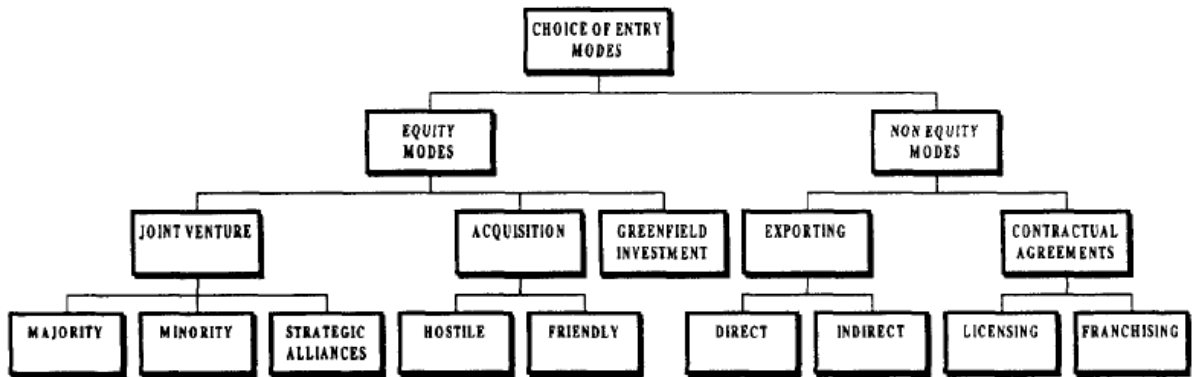 CHOICE OF ENTRY
MODES
EQUITY
MODES
NON EQUITY
MODES
JOINT VENTURE
ACQUISITION
GREENFIELD
INVESTMENT
EXPORTING
CONTRACTUAL
AGREEMENTS
MAJORITY
MINORITY
STRATEGIC
ALLIANCES
HOSTILE
FRIENDLY
DIRECT
INDIRECT
LICENSING
FRANCHISING